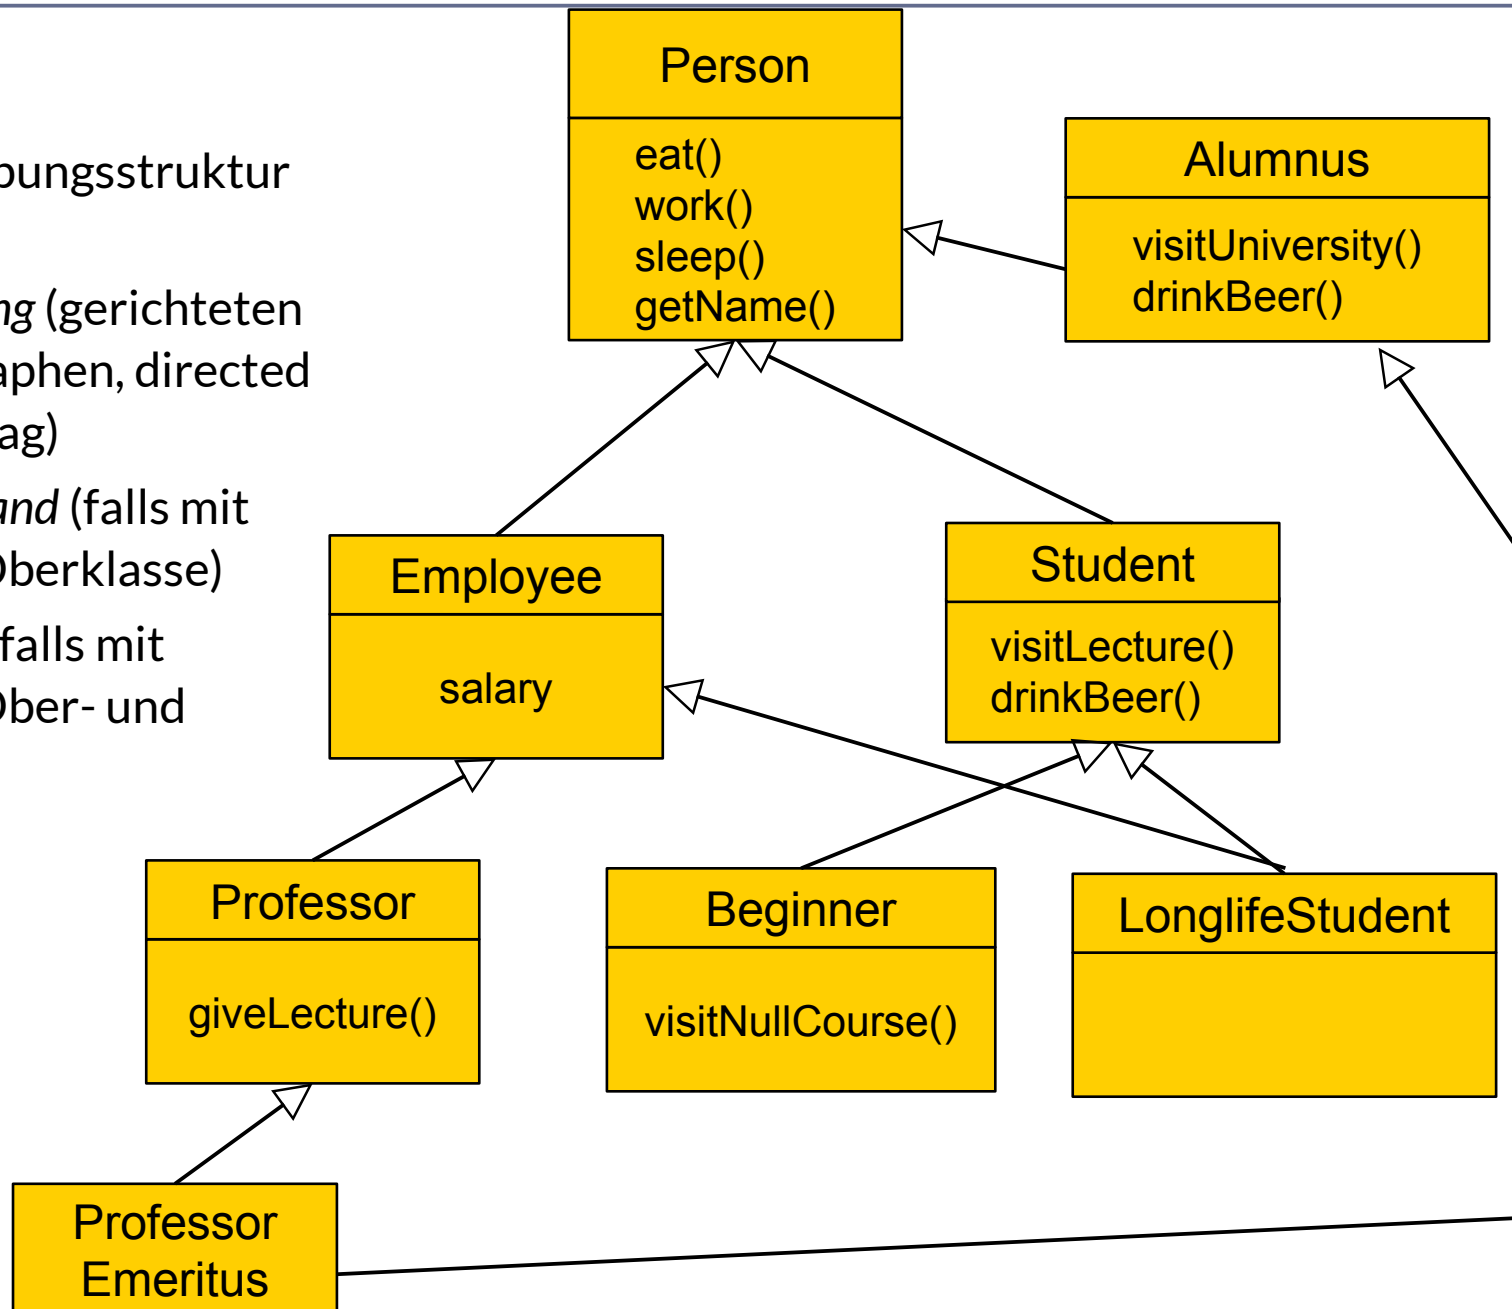 bungsstruktur
ng (gerichteten
aphen, directed
ag)
and (falls mit
Oberklasse)
falls mit
Ober- und
Person
eat()
work()
sleep()
getName()
Alumnus
visitUniversity()
drinkBeer()
Employee
salary
Student
visitLecture()
drinkBeer()
Professor
giveLecture()
Beginner
visitNullCourse()
LonglifeStudent
Professor
Emeritus